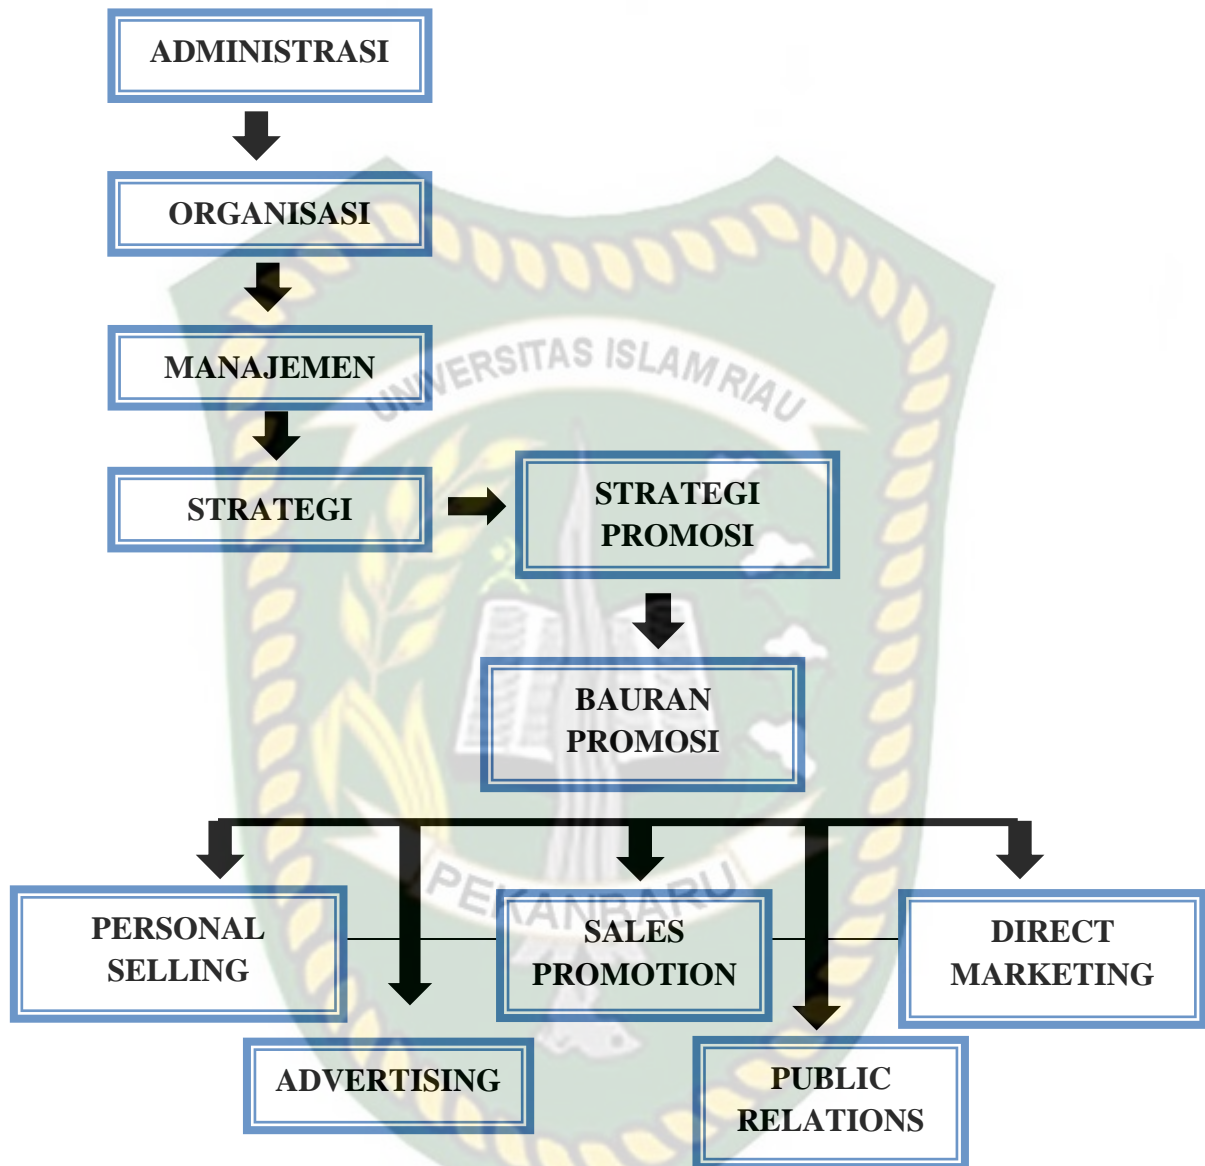 ADMINISTRASI
ORGANISASI
UNIVERSITAS ISLAM RIAU
MANAJEMEN
STRATEGI
STRATEGI
PROMOSI
BAURAN
PROMOSI
PEKANBARU
PERSONAL
SELLING
SALES
PROMOTION
DIRECT
MARKETING
ADVERTISING
PUBLIC
RELATIONS